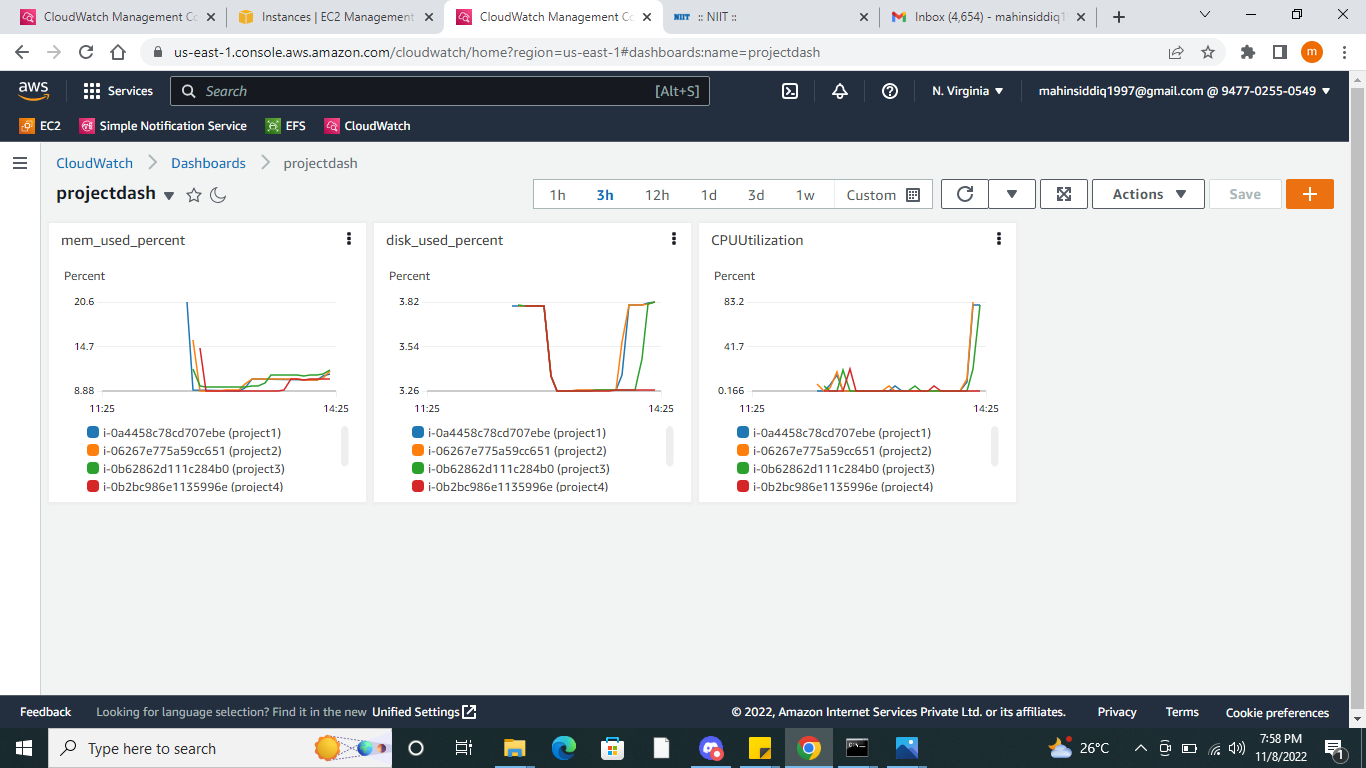 CloudWatch Management Co
Instances | EC2 Management
CloudWatch Management Co
NIIT :: NIIT ::
Inbox (4,654) - mahinsiddiq1
us-east-1.console.aws.amazon.com/cloudwatch/home?region=us-east-1#dashboards:name=projectdash
m
aws Services Search [Alt+S] N. Virginia mahinsiddiq1997@gmail.com @ 9477-0255-0549
EC2 Simple Notification Service EFS CloudWatch
CloudWatch Dashboards projectdash
projectdash 1h 3h 12h 1d 3d 1w Custom Actions Save
mem_used_percent
Percent
20.6
14.7
8.88
11:25 14:25
i-0a4458c78cd707ebe (project1)
i-06267e775a59cc651 (project2)
i-0b62862d111c284b0 (project3)
i-0b2bc986e1135996e (project4)
disk_used_percent
Percent
3.82
3.54
3.26
11:25 14:25
i-0a4458c78cd707ebe (project1)
i-06267e775a59cc651 (project2)
i-0b62862d111c284b0 (project3)
i-0b2bc986e1135996e (project4)
CPUUtilization
Percent
83.2
41.7
0.166
11:25 14:25
i-0a4458c78cd707ebe (project1)
i-06267e775a59cc651 (project2)
i-0b62862d111c284b0 (project3)
i-0b2bc986e1135996e (project4)
Feedback Looking for language selection? Find it in the new Unified Settings © 2022, Amazon Internet Services Private Ltd. or its affiliates. Privacy Terms Cookie preferences
Type here to search 26°C 7:58 PM
11/8/2022 1